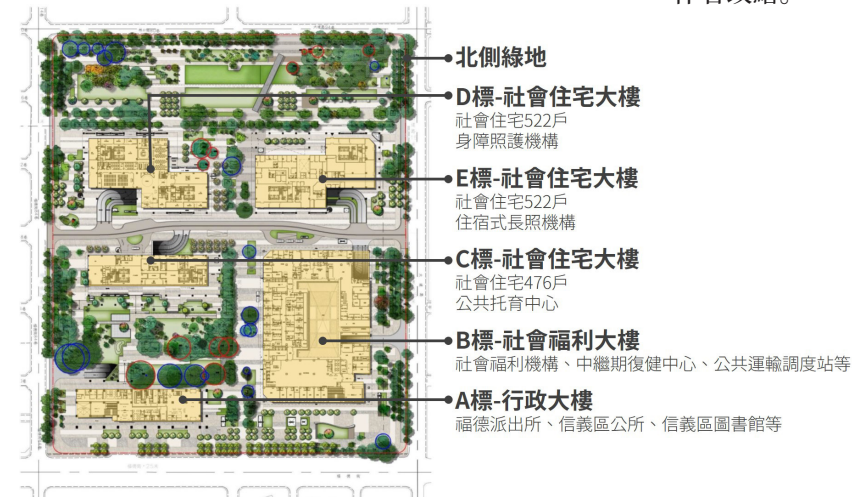 北側綠地
D標-社會住宅大樓
社會住宅522戶
身障照護機構
E標-社會住宅大樓
社會住宅522戶
住宿式長照機構
C標-社會住宅大樓
社會住宅476戶
公共托育中心
B標-社會福利大樓
社會福利機構、中繼期復健中心、公共運輸調度站等
A標-行政大樓
福德派出所、信義區公所、信義區圖書館等